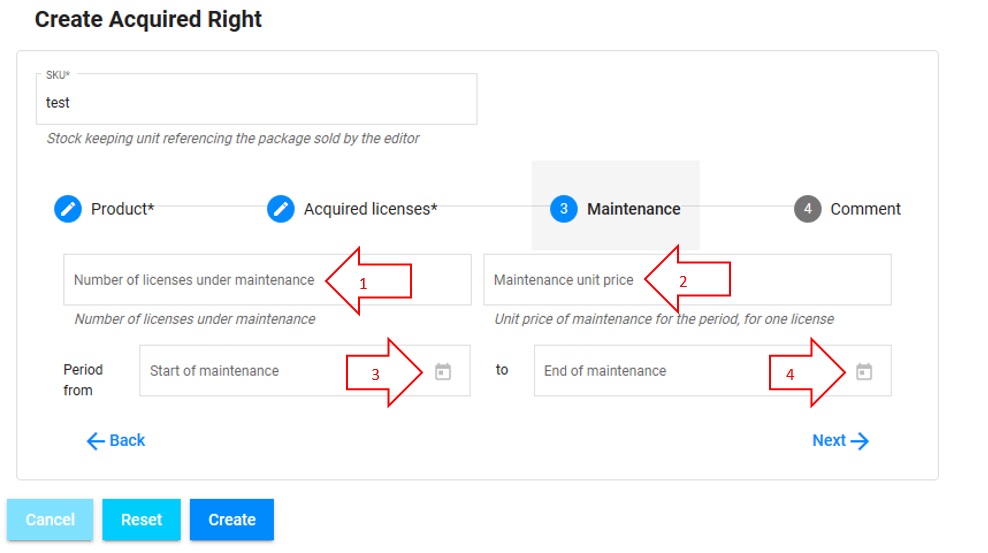 Create Acquired Right
SKU*
test
Stock keeping unit referencing the package sold by the editor
Product*
Acquired licenses*
3 Maintenance
4 Comment
Number of licenses under maintenance 1
Maintenance unit price 2
Number of licenses under maintenance
Unit price of maintenance for the period, for one license
Period
from
Start of maintenance 3
to
End of maintenance 4
Back
Next
Cancel
Reset
Create